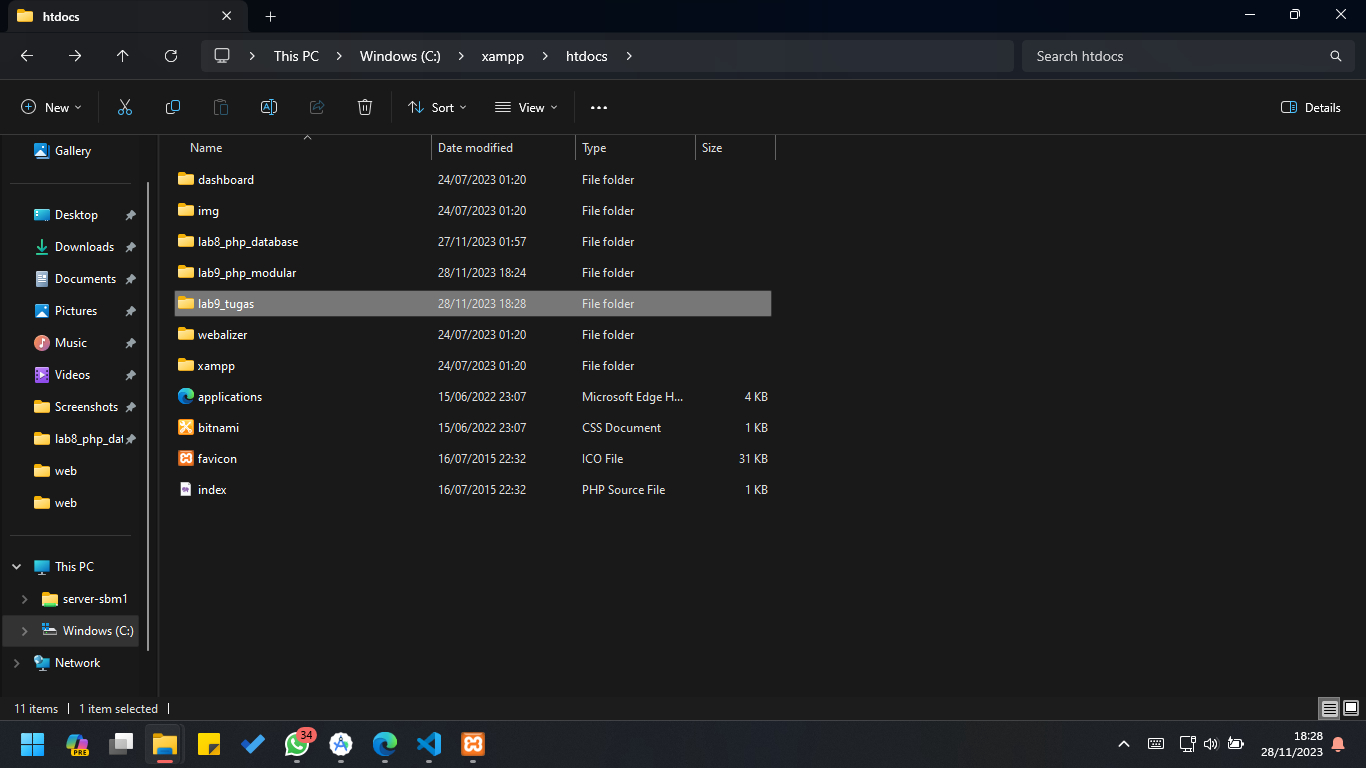 htdocs
This PC
Windows (C:)
xampp
htdocs
Search htdocs
New
Sort
View
Details
Gallery
Desktop
Downloads
Documents
Pictures
Music
Videos
Screenshots
lab8_php_dat
web
web
This PC
server-sbm1
Windows (C:)
Network
Name Date modified Type Size
dashboard 24/07/2023 01:20 File folder
img 24/07/2023 01:20 File folder
lab8_php_database 27/11/2023 01:57 File folder
lab9_php_modular 28/11/2023 18:24 File folder
lab9_tugas 28/11/2023 18:28 File folder
webalizer 24/07/2023 01:20 File folder
xampp 24/07/2023 01:20 File folder
applications 15/06/2022 23:07 Microsoft Edge H... 4 KB
bitnami 15/06/2022 23:07 CSS Document 1 KB
favicon 16/07/2015 22:32 ICO File 31 KB
index 16/07/2015 22:32 PHP Source File 1 KB
11 items
1 item selected
PRE
34
18:28
28/11/2023